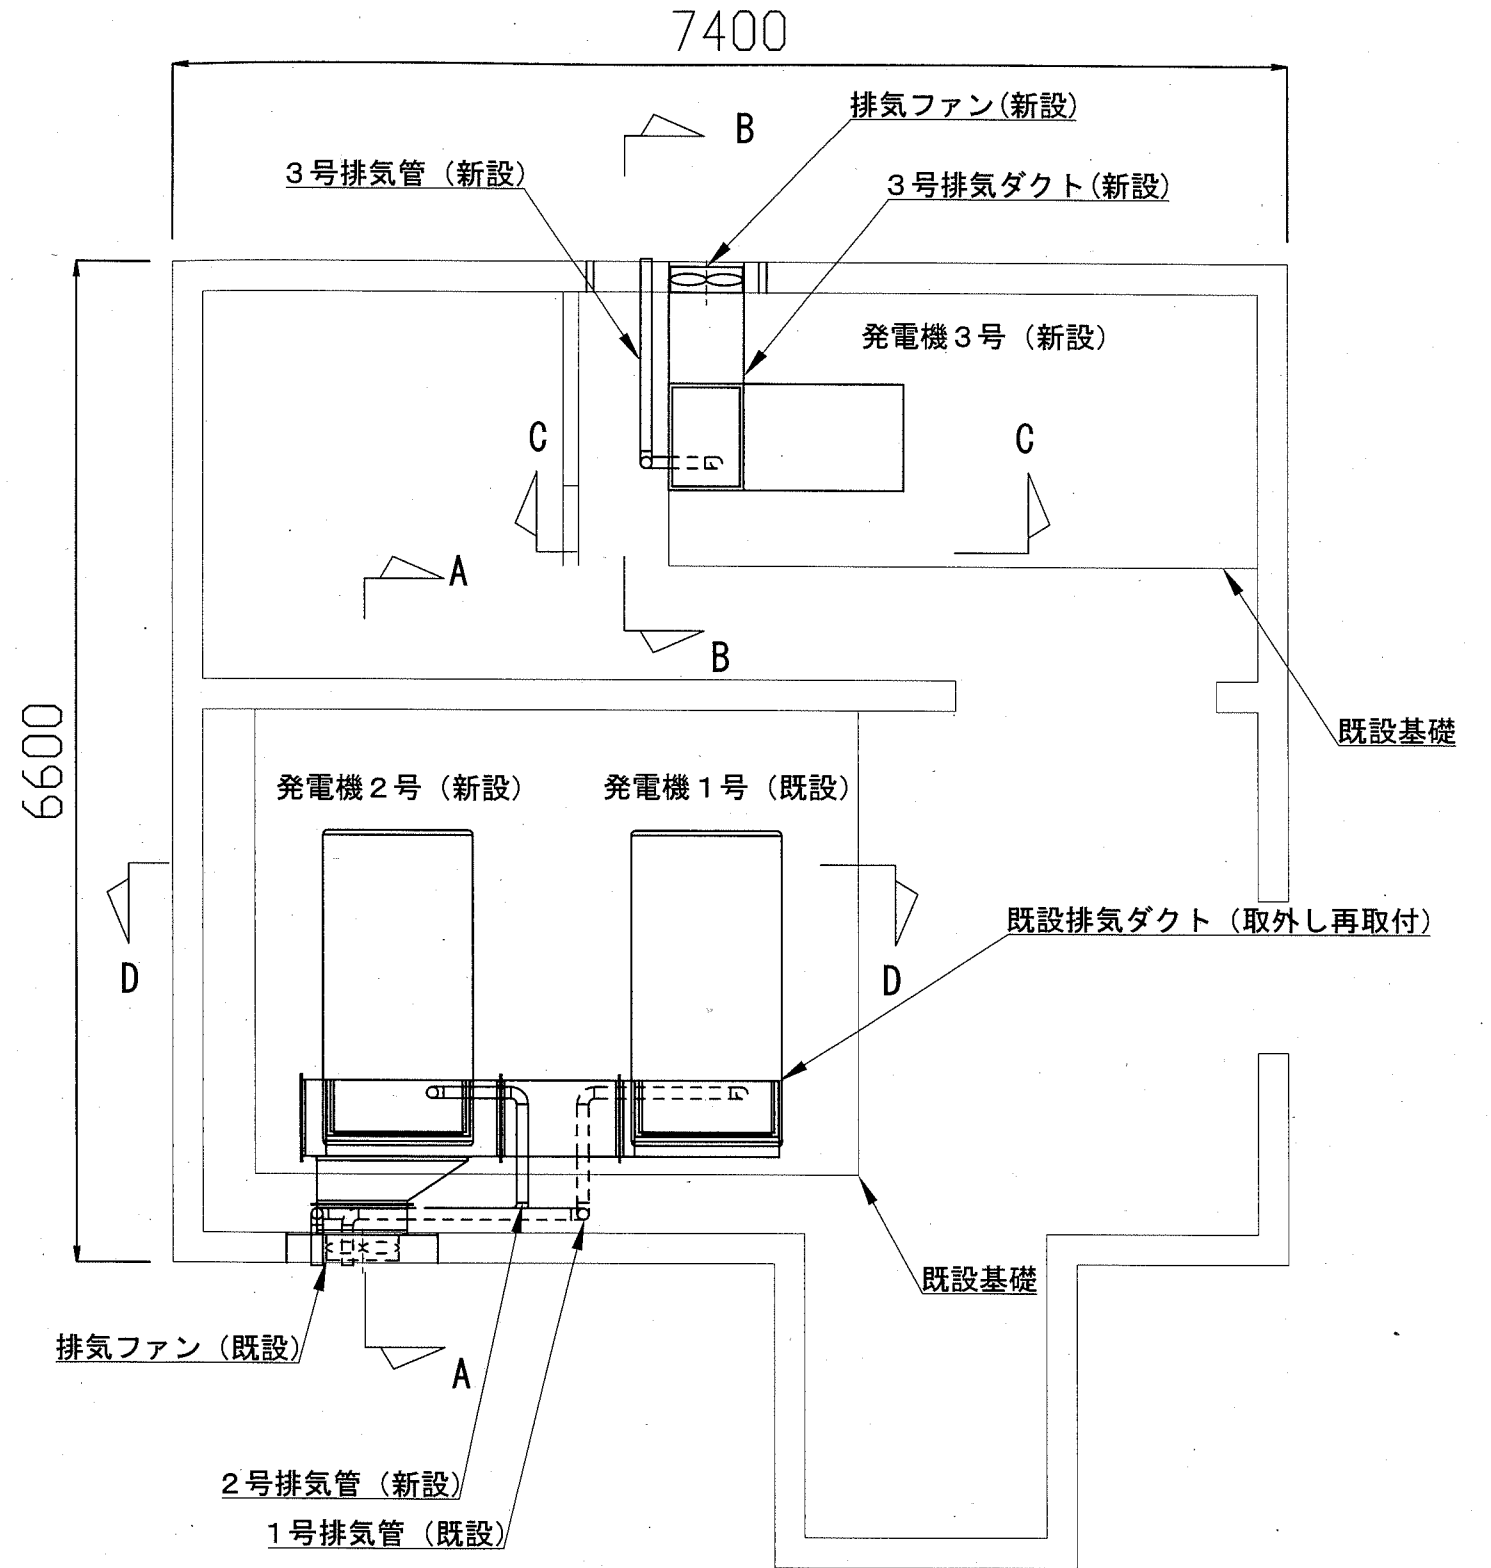 7400
排気ファン(新設)
B
3号排気管（新設）
3号排気ダクト(新設)
発電機3号（新設）
C
C
A
B
6600
既設基礎
発電機2号（新設）
発電機1号（既設）
既設排気ダクト（取外し再取付）
D
D
既設基礎
排気ファン（既設）
A
2号排気管（新設）
1号排気管（既設）